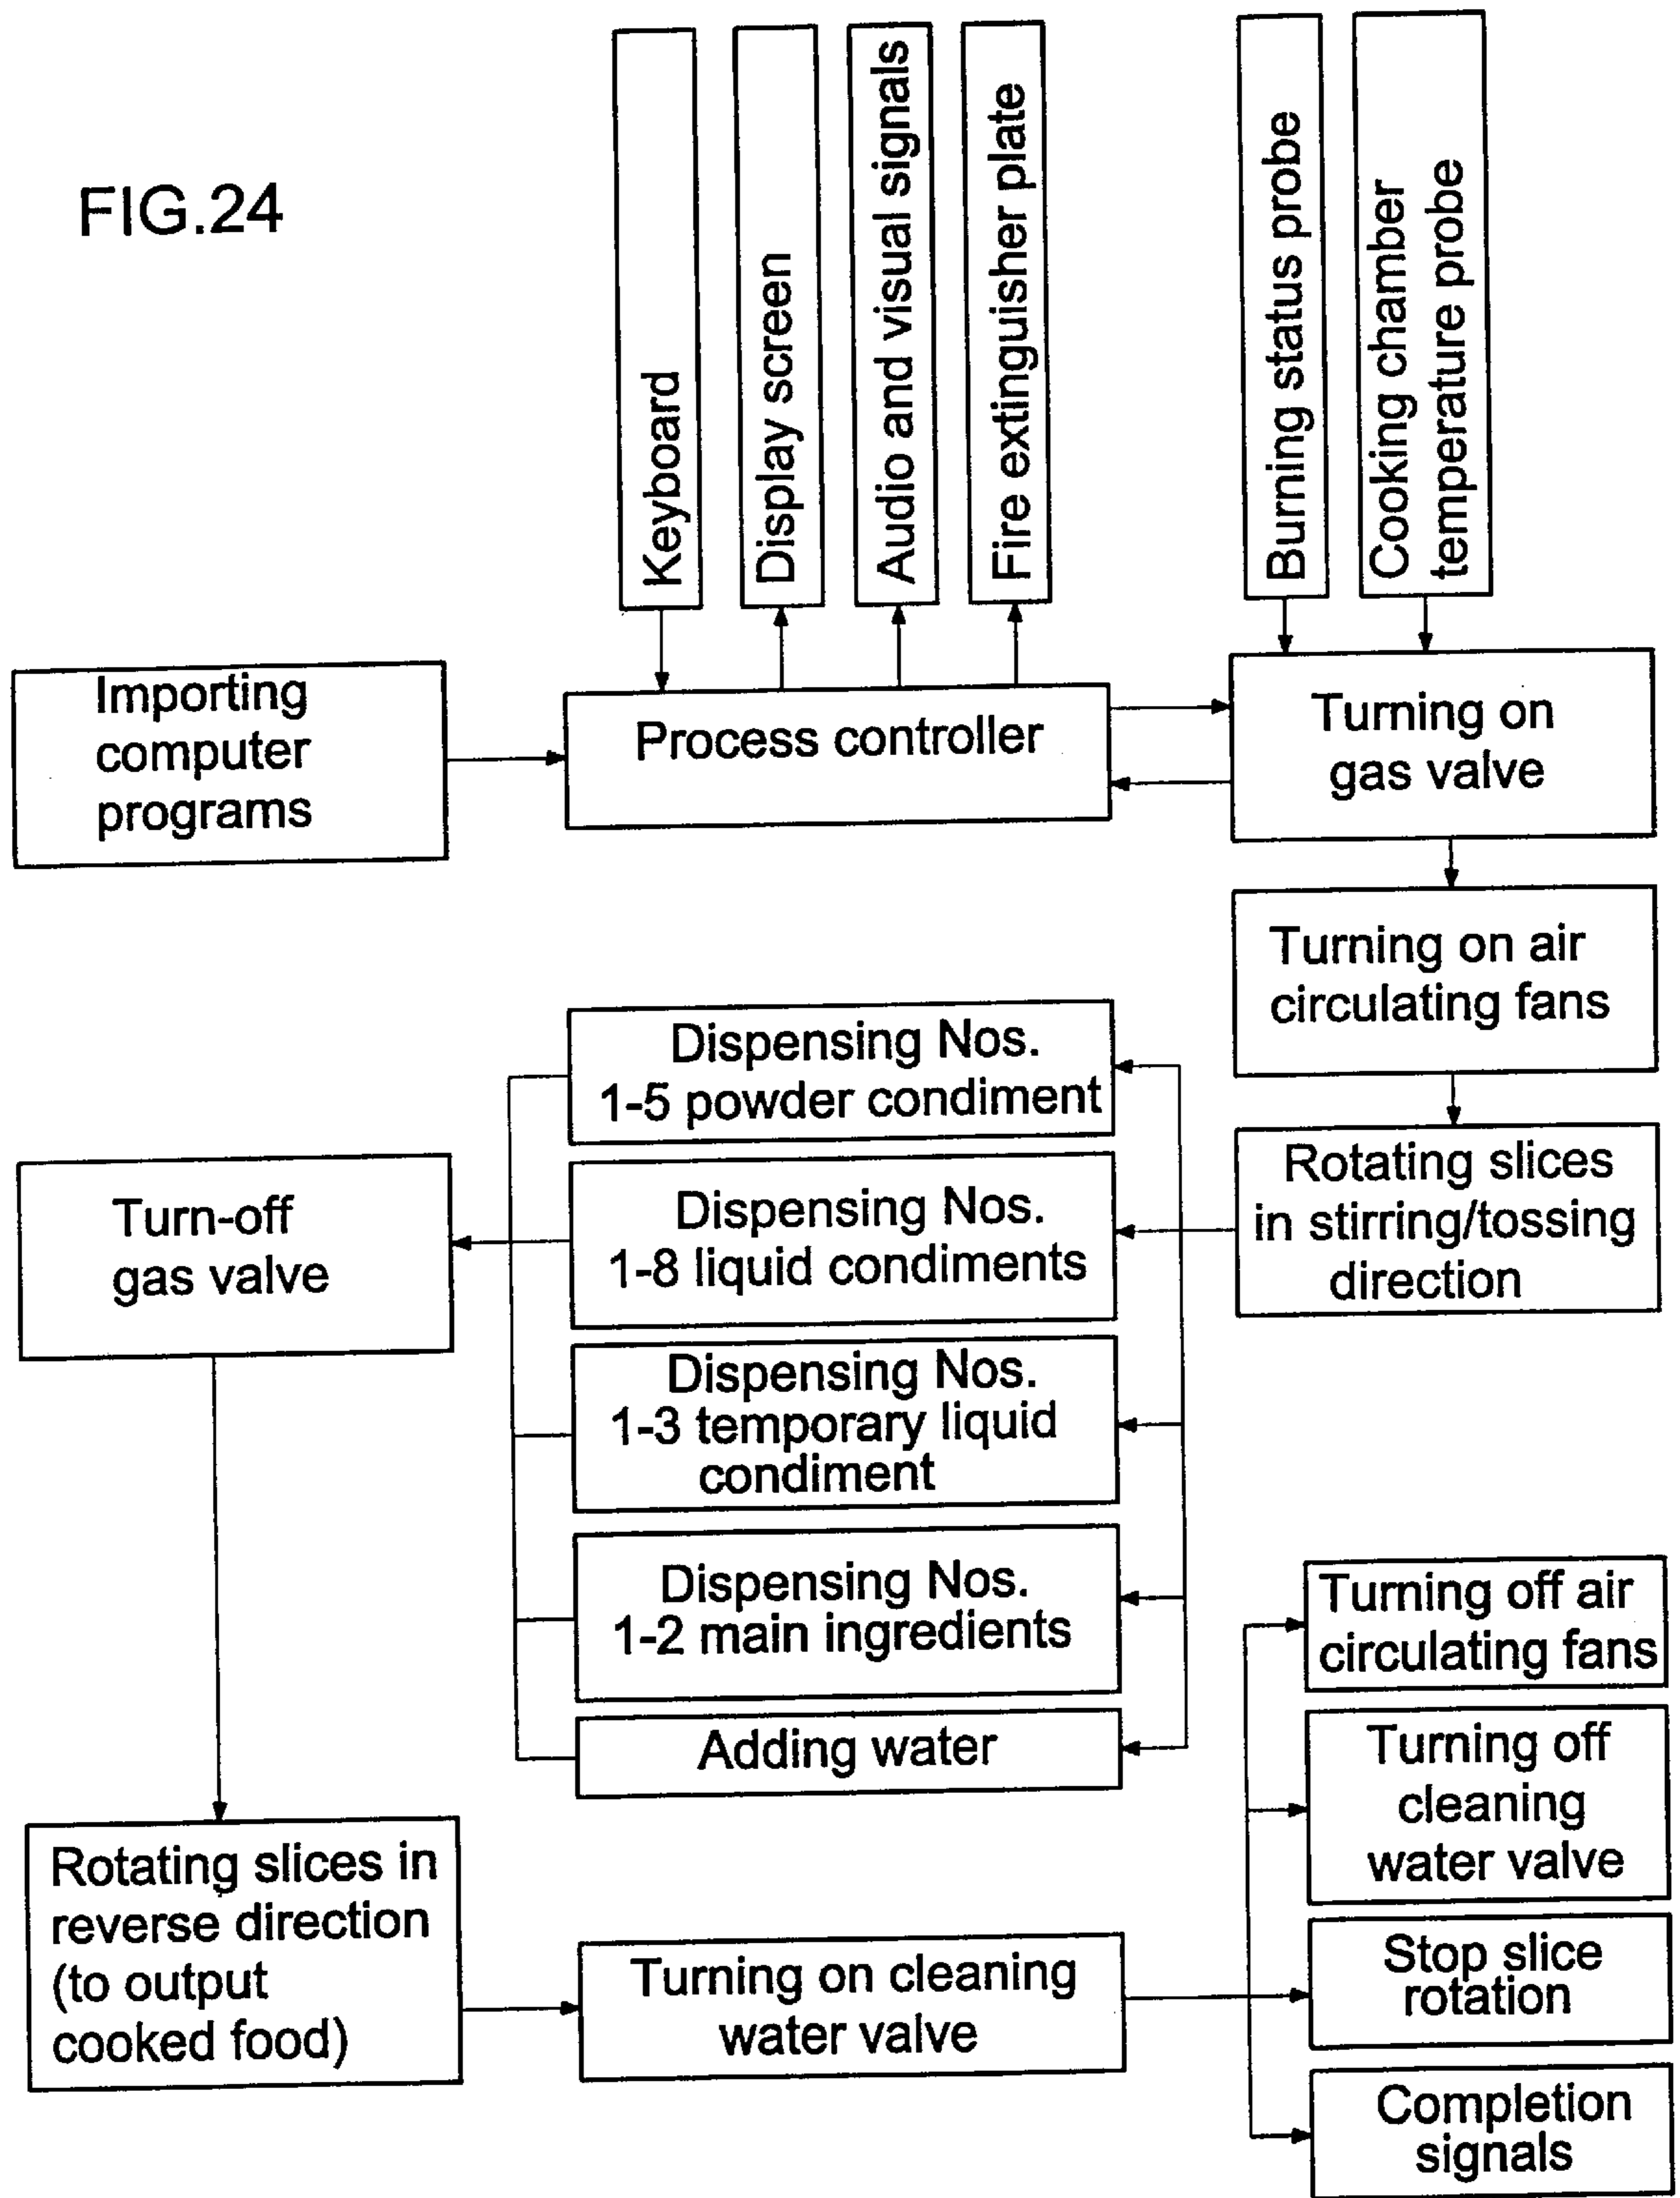 FIG.24
Keyboard
Display screen
Audio and visual signals
Fire extinguisher plate
Burning status probe
Cooking chamber
temperature probe
Importing
computer
programs
Process controller
Turning on
gas valve
Turning on air
circulating fans
Dispensing Nos.
1-5 powder condiment
Rotating slices
in stirring/tossing
direction
Turn-off
gas valve
Dispensing Nos.
1-8 liquid condiments
Dispensing Nos.
1-3 temporary liquid
condiment
Dispensing Nos.
1-2 main ingredients
Adding water
Rotating slices in
reverse direction
(to output
cooked food)
Turning on cleaning
water valve
Turning off air
circulating fans
Turning off
cleaning
water valve
Stop slice
rotation
Completion
signals